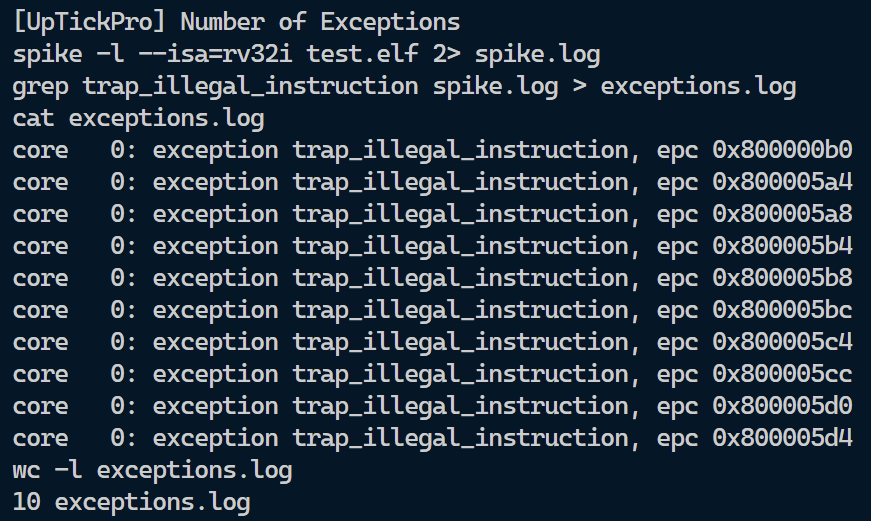 [UpTickPro] Number of Exceptions
spike -l --isa=rv32i test.elf 2> spike.log
grep trap_illegal_instruction spike.log > exceptions.log
cat exceptions.log
core   0: exception trap_illegal_instruction, epc 0x800000b0
core   0: exception trap_illegal_instruction, epc 0x800005a4
core   0: exception trap_illegal_instruction, epc 0x800005a8
core   0: exception trap_illegal_instruction, epc 0x800005b4
core   0: exception trap_illegal_instruction, epc 0x800005b8
core   0: exception trap_illegal_instruction, epc 0x800005bc
core   0: exception trap_illegal_instruction, epc 0x800005c4
core   0: exception trap_illegal_instruction, epc 0x800005cc
core   0: exception trap_illegal_instruction, epc 0x800005d0
core   0: exception trap_illegal_instruction, epc 0x800005d4
wc -l exceptions.log
10 exceptions.log